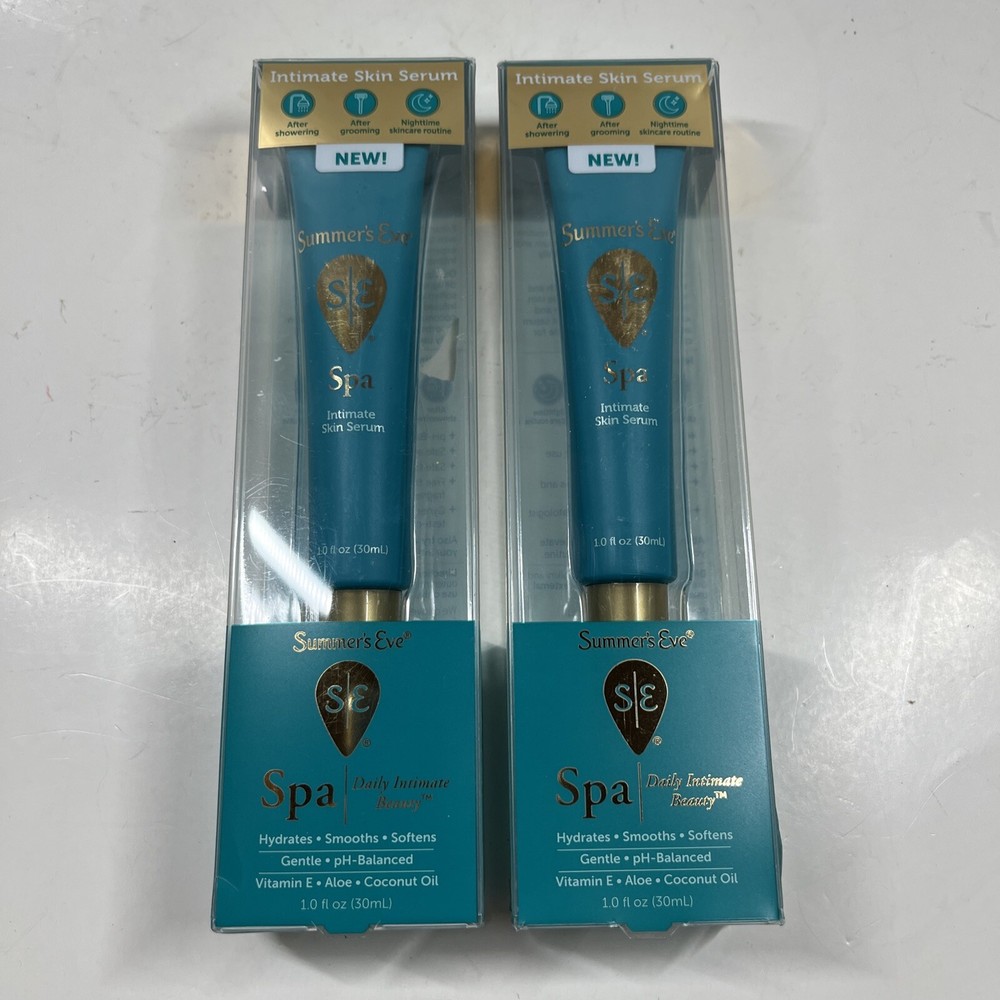 Intimate Skin Serum
After showering
After grooming
Nighttime skincare routine
NEW!
Summer's Eve®
S|E
®
Spa
Intimate
Skin Serum
1.0 fl oz (30mL)
Summer's Eve®
S|E
®
Spa
Daily Intimate
Beauty™
Hydrates • Smooths • Softens
Gentle • pH-Balanced
Vitamin E • Aloe • Coconut Oil
1.0 fl oz (30mL)
Intimate Skin Serum
After showering
After grooming
Nighttime skincare routine
NEW!
Summer's Eve®
S|E
®
Spa
Intimate
Skin Serum
1.0 fl oz (30mL)
Summer's Eve®
S|E
®
Spa
Daily Intimate
Beauty™
Hydrates • Smooths • Softens
Gentle • pH-Balanced
Vitamin E • Aloe • Coconut Oil
1.0 fl oz (30mL)